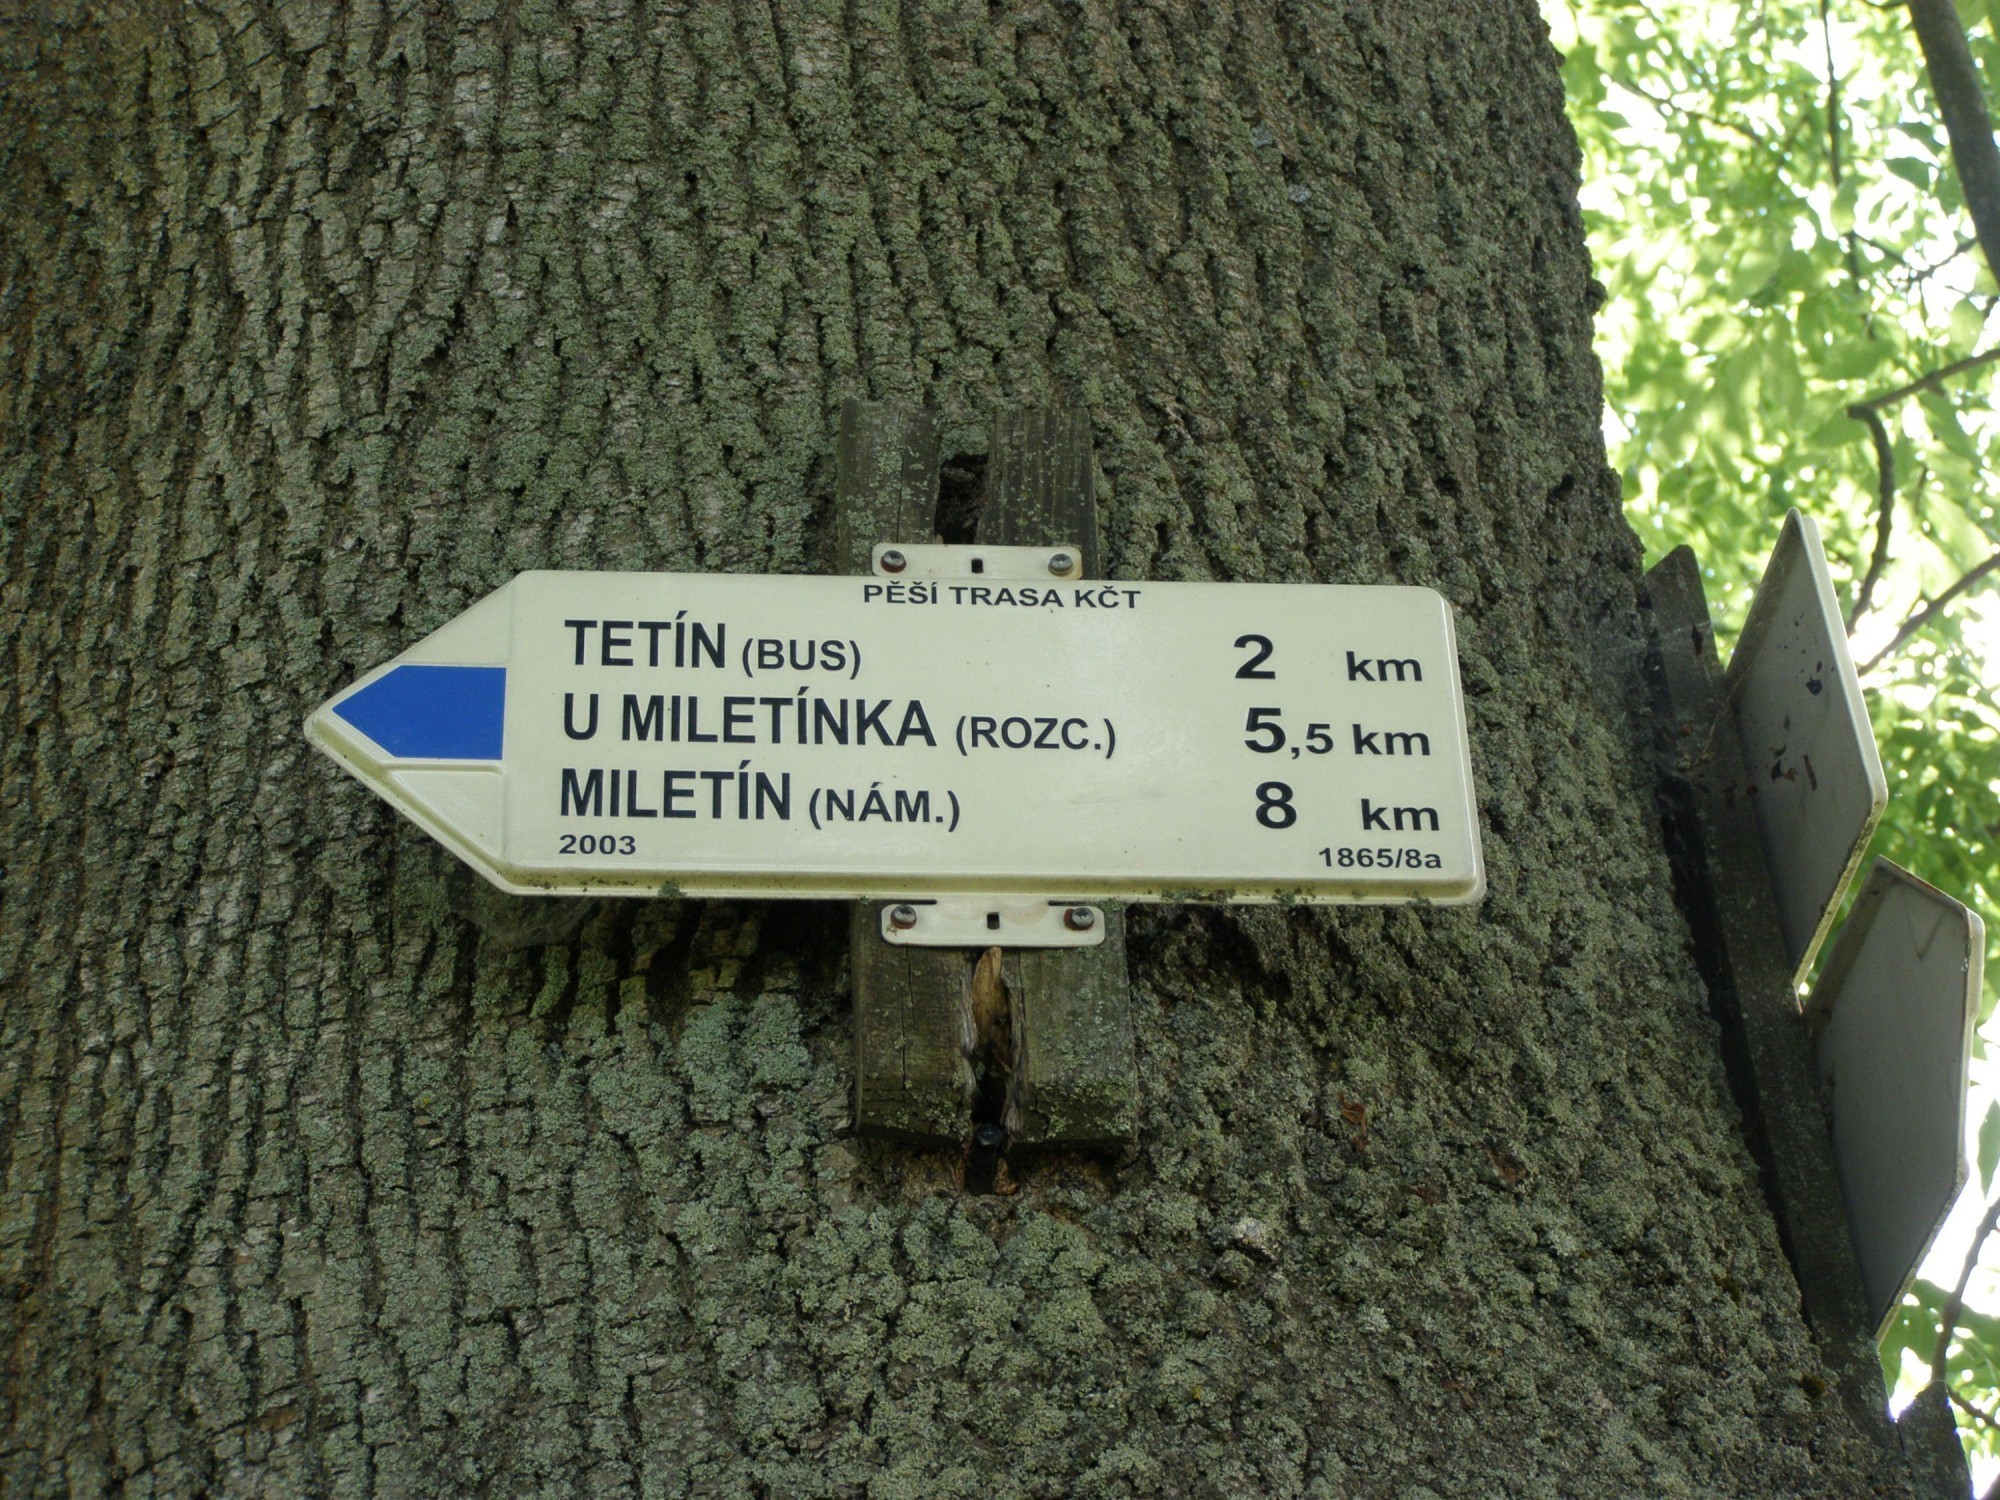 PĚŠÍ TRASA KČT
TETÍN (BUS) 2 km
U MILETÍNKA (ROZC.) 5,5 km
MILETÍN (NÁM.) 8 km
2003 1865/8a